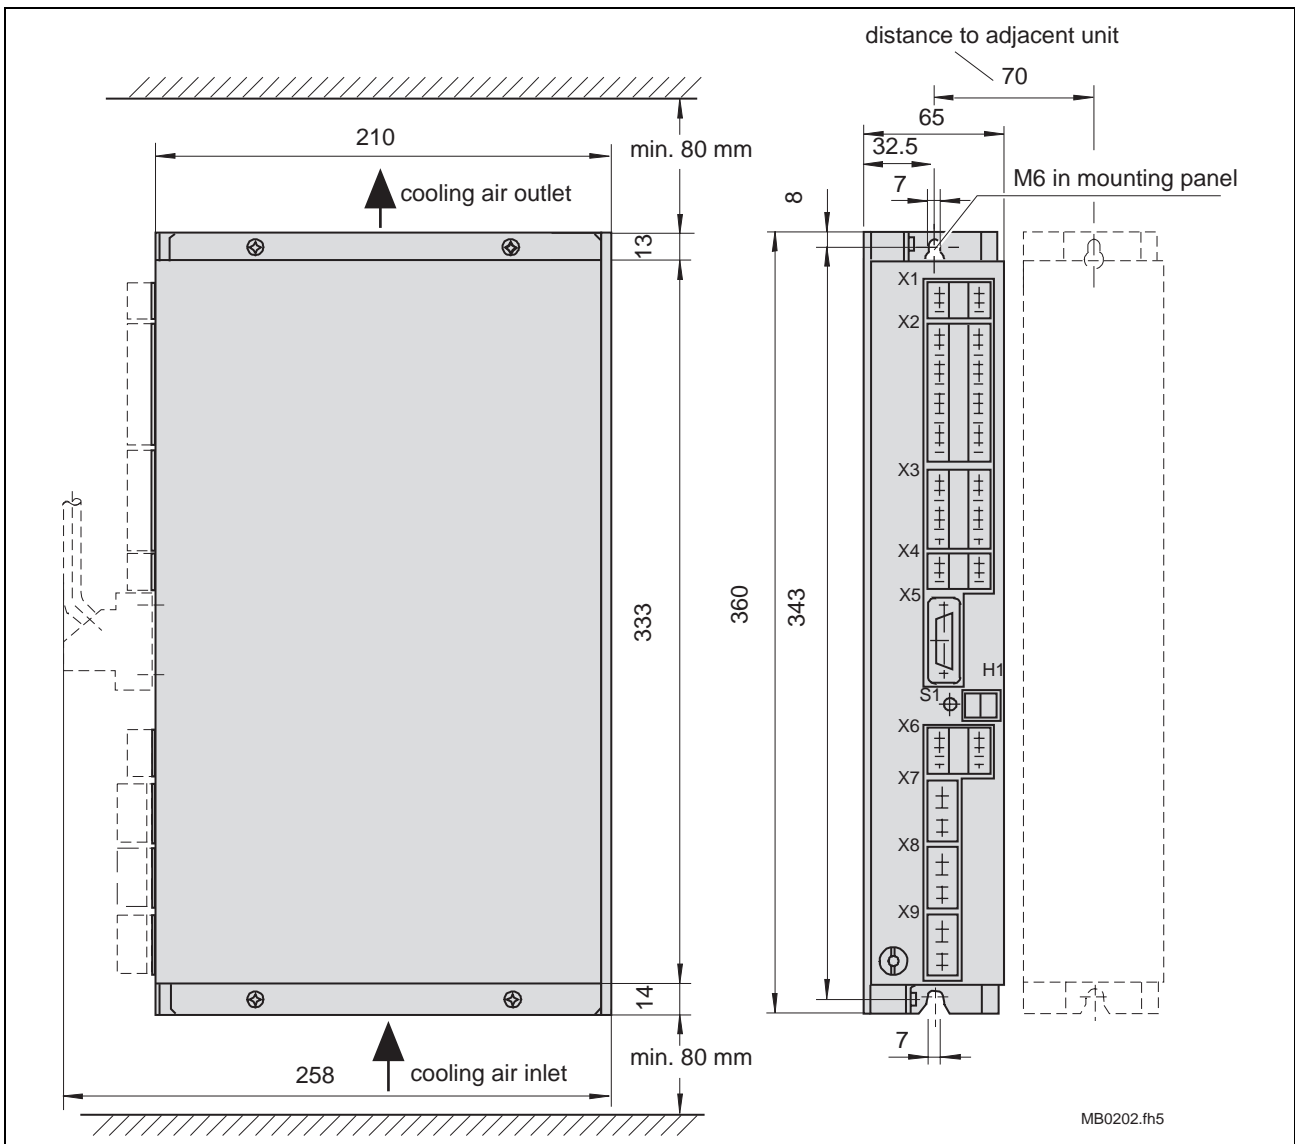 distance to adjacent unit
70
65
210
min. 80 mm
32.5
cooling air outlet
7
M6 in mounting panel
8
13
X1
X2
X3
X4
X5
333
360
343
H1
S1
X6
X7
X8
X9
14
7
min. 80 mm
258
cooling air inlet
MB0202.fh5